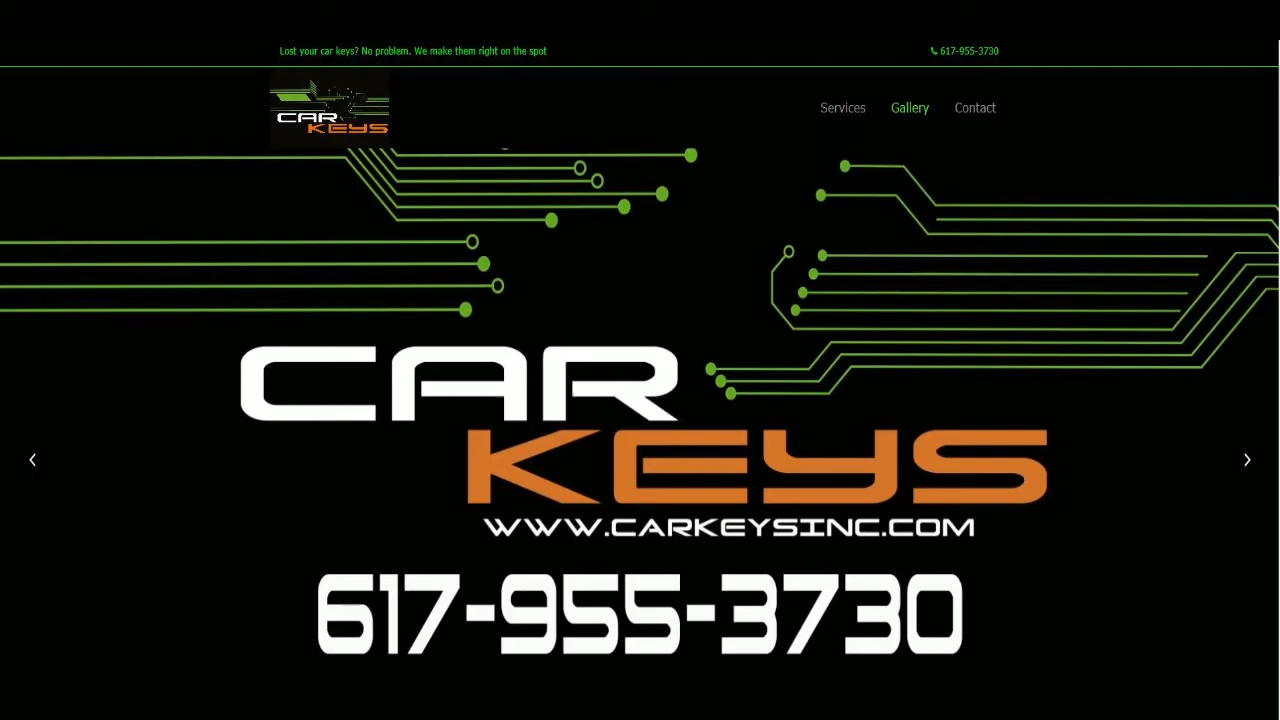 Lost your car keys? No problem. We make them right on the spot
617-955-3730
CAR
KEYS
Services Gallery Contact
CAR
KEYS
WWW.CARKEYSINC.COM
617-955-3730